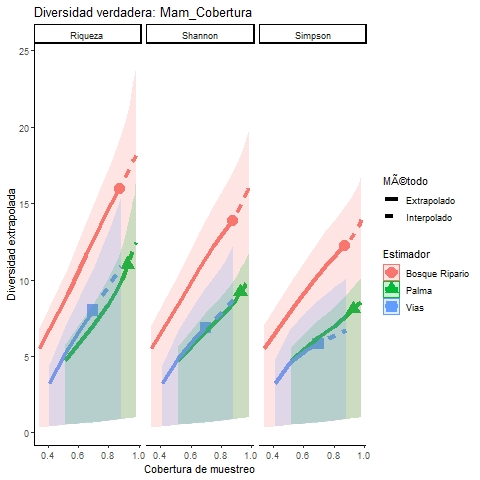 Diversidad verdadera: Mam_Cobertura
Riqueza
Shannon
Simpson
25
20
15
10
5
0
Diversidad extrapolada
0.4 0.6 0.8 1.0
0.4 0.6 0.8 1.0
0.4 0.6 0.8 1.0
Cobertura de muestreo
MÃ©todo
Extrapolado
Interpolado
Estimador
Bosque Ripario
Palma
Vias